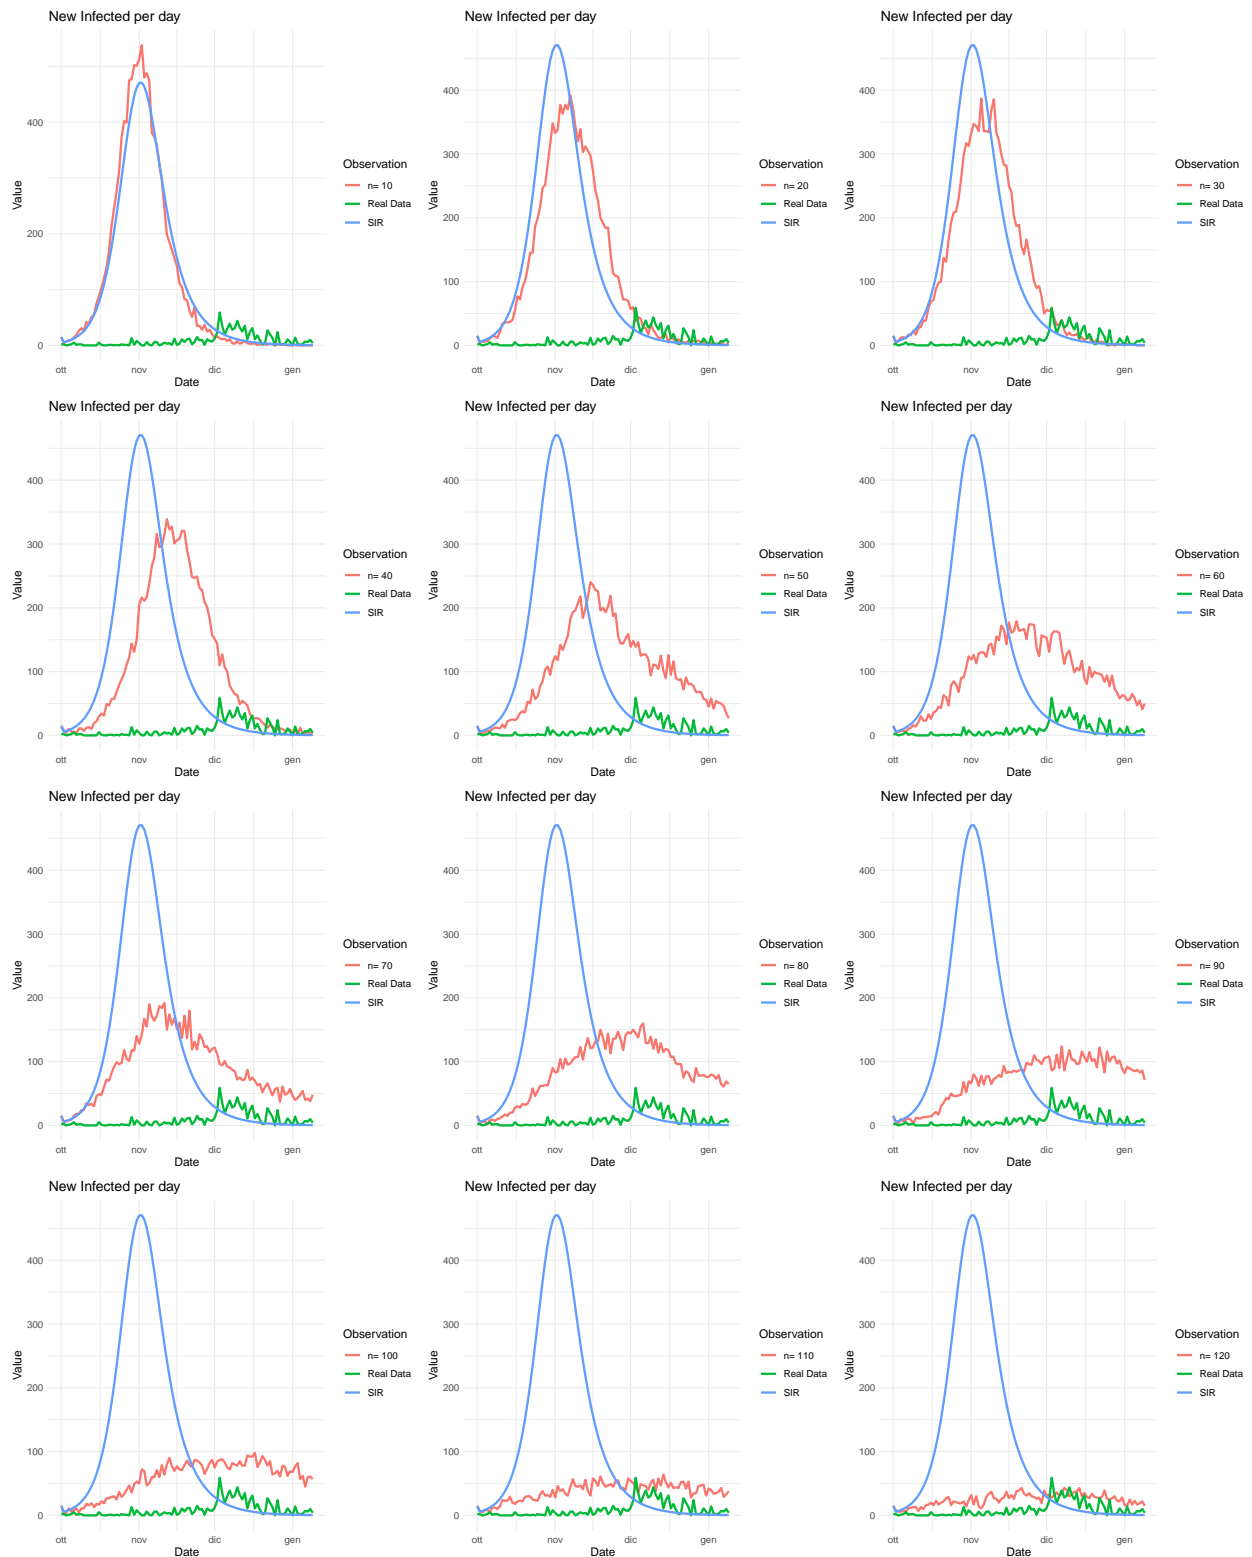 New Infected per day
Value
400
200
0
ott
nov
dic
gen
Date
Observation
n= 10
Real Data
SIR
New Infected per day
Value
400
300
200
100
0
ott
nov
dic
gen
Date
Observation
n= 20
Real Data
SIR
New Infected per day
Value
400
300
200
100
0
ott
nov
dic
gen
Date
Observation
n= 30
Real Data
SIR
New Infected per day
Value
400
300
200
100
0
ott
nov
dic
gen
Date
Observation
n= 40
Real Data
SIR
New Infected per day
Value
400
300
200
100
0
ott
nov
dic
gen
Date
Observation
n= 50
Real Data
SIR
New Infected per day
Value
400
300
200
100
0
ott
nov
dic
gen
Date
Observation
n= 60
Real Data
SIR
New Infected per day
Value
400
300
200
100
0
ott
nov
dic
gen
Date
Observation
n= 70
Real Data
SIR
New Infected per day
Value
400
300
200
100
0
ott
nov
dic
gen
Date
Observation
n= 80
Real Data
SIR
New Infected per day
Value
400
300
200
100
0
ott
nov
dic
gen
Date
Observation
n= 90
Real Data
SIR
New Infected per day
Value
400
300
200
100
0
ott
nov
dic
gen
Date
Observation
n= 100
Real Data
SIR
New Infected per day
Value
400
300
200
100
0
ott
nov
dic
gen
Date
Observation
n= 110
Real Data
SIR
New Infected per day
Value
400
300
200
100
0
ott
nov
dic
gen
Date
Observation
n= 120
Real Data
SIR